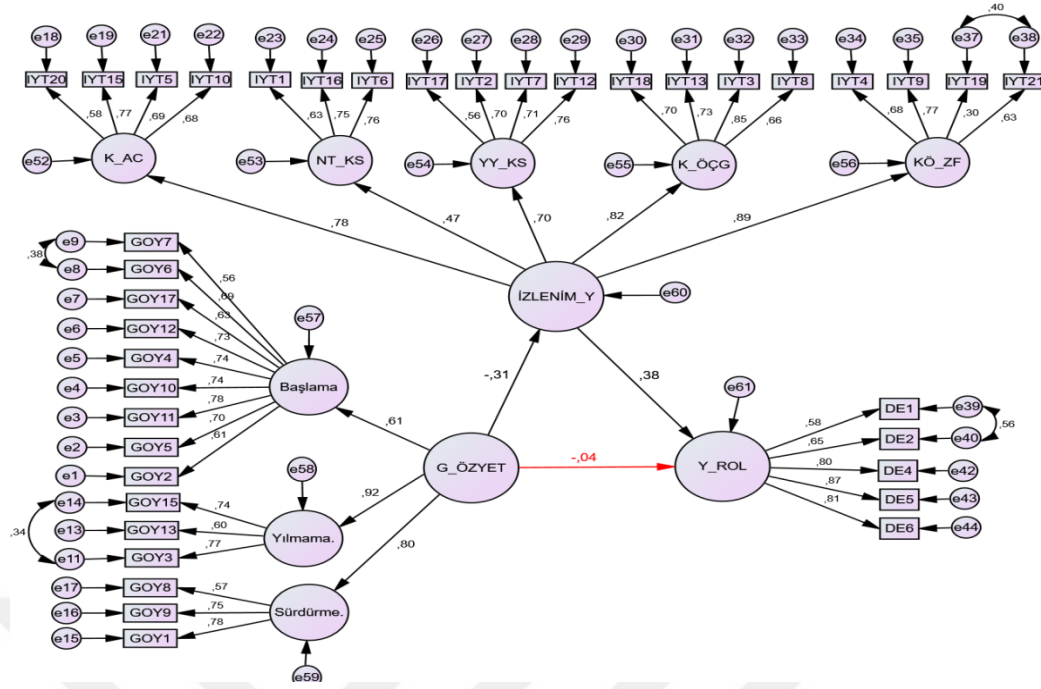 ,40
e18 e19 e21 e22 e23 e24 e25 e26 e27 e28 e29 e30 e31 e32 e33 e34 e35 e37 e38
IYT20 IYT15 IYT5 IYT10 IYT1 IYT16 IYT6 IYT17 IYT2 IYT7 IYT12 IYT18 IYT13 IYT3 IYT8 IYT4 IYT9 IYT19 IYT21
,58 ,77 ,69 ,68 ,63 ,75 ,76 ,56 ,70 ,71 ,76 ,70 ,73 ,85 ,66 ,68 ,77 ,30 ,63
e52 K_AC e53 NT_KS e54 YY_KS e55 K_ÖÇG e56 KÖ_ZF
,78 ,47 ,70 ,82 ,89
İZLENİM_Y e60
e9 GOY7 ,56
,38
e8 GOY6 ,69
e7 GOY17 ,63
e6 GOY12 ,73
e57
e5 GOY4 ,74
e4 GOY10 ,74
Başlama
e3 GOY11 ,78
e2 GOY5 ,70
e1 GOY2 ,61
,61
-,31
,38
G_ÖZYET
-,04
Y_ROL
e61
,58 DE1 e39
,56
,65 DE2 e40
,80 DE4 e42
,87 DE5 e43
,81 DE6 e44
e58
,92
e14 GOY15 ,74
,34
e13 GOY13 ,60
Yılmama.
e11 GOY3 ,77
,80
e17 GOY8 ,57
e16 GOY9 ,75
Sürdürme.
e15 GOY1 ,78
e59